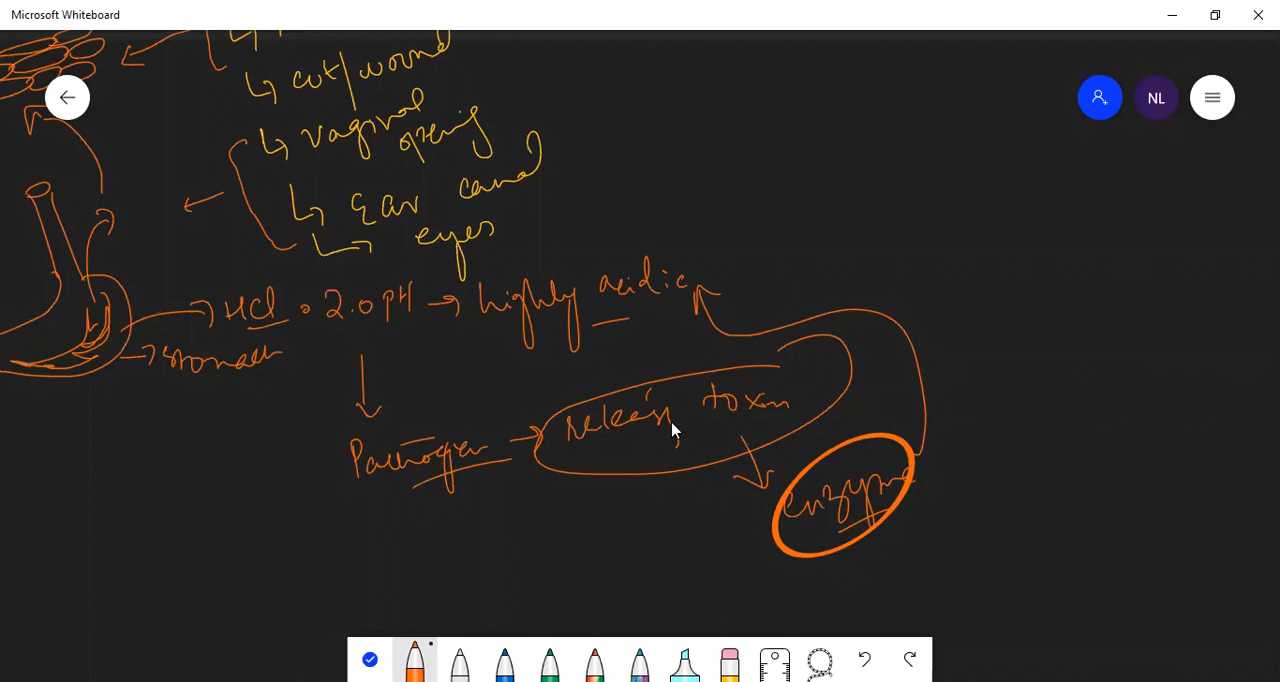 Microsoft Whiteboard
NL
↳ cut/wound
↳ vaginal opening
↳ ear canal
↳ eyes
→ HCl • 2.0 pH → highly acidic
→ stomach
Pathogen → release toxin
enzyme